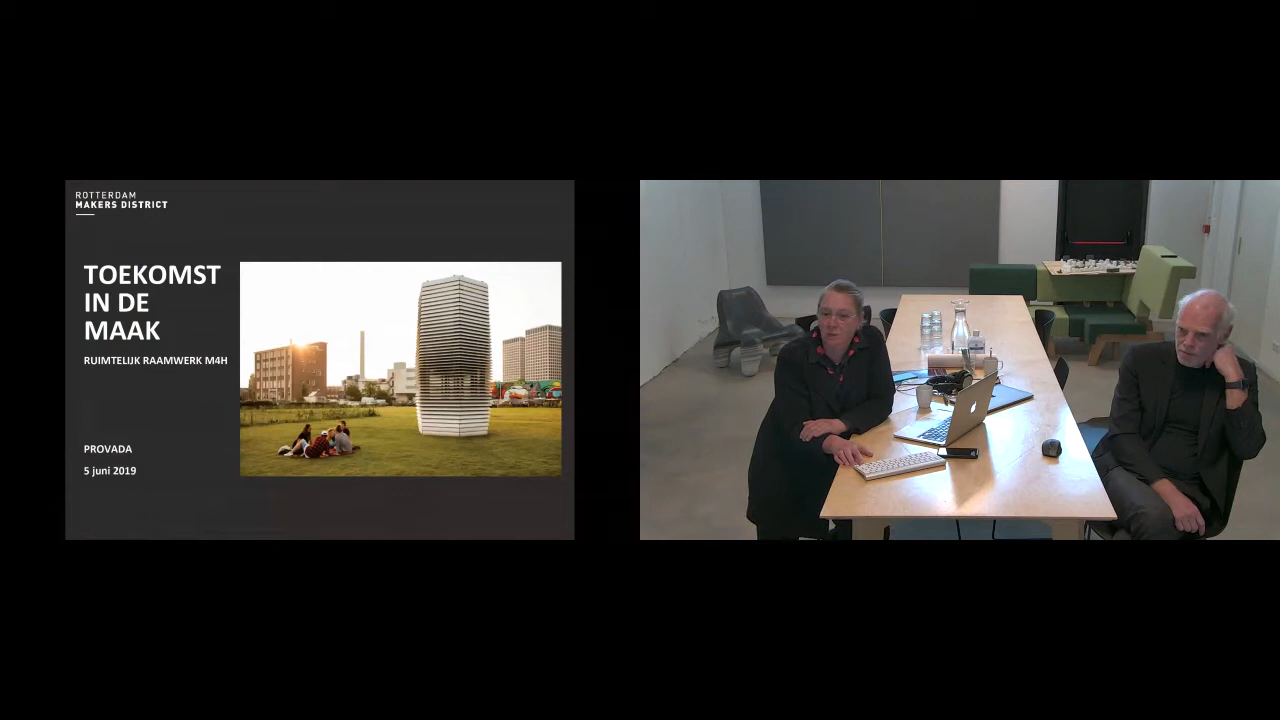 ROTTERDAM
MAKERS DISTRICT
TOEKOMST
IN DE
MAAK
RUIMTELIJK RAAMWERK M4H
PROVADA
5 juni 2019